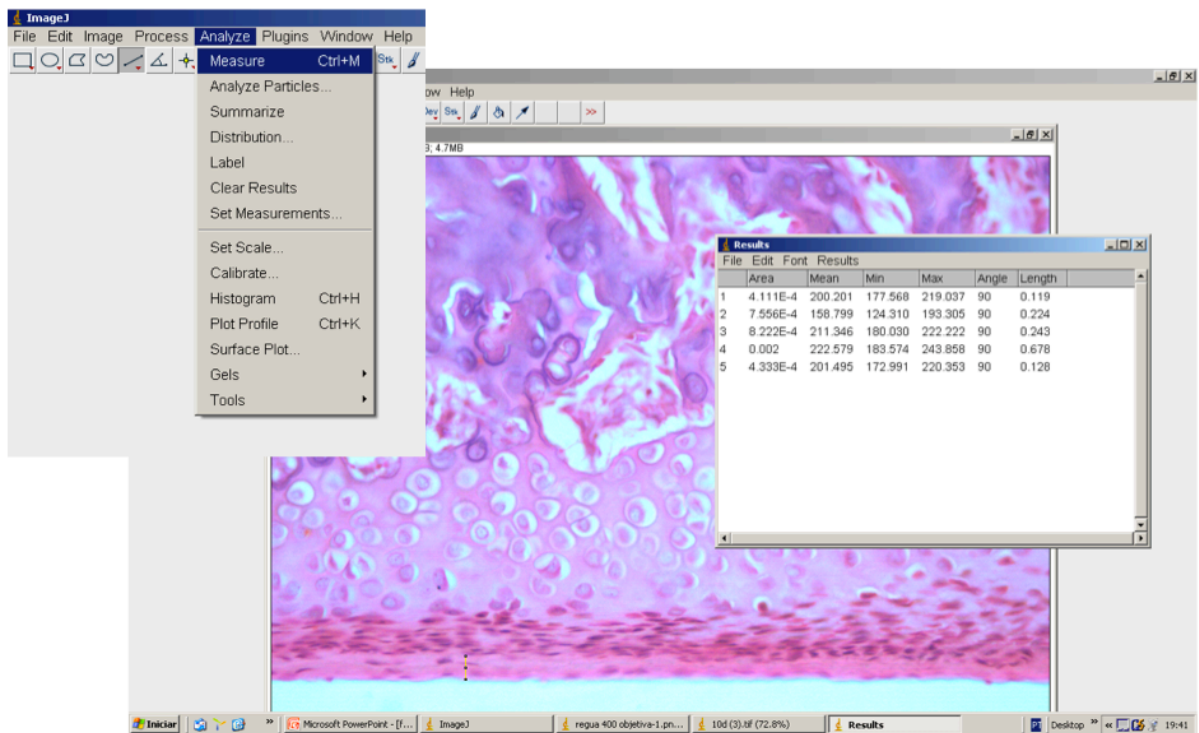 ImageJ
File Edit Image Process Analyze Plugins Window Help
Stk
Measure Ctrl+M
Analyze Particles...
Summarize
Distribution...
Label
Clear Results
Set Measurements...
Set Scale...
Calibrate...
Histogram Ctrl+H
Plot Profile Ctrl+K
Surface Plot...
Gels
Tools
ow Help
Stk >>
4.7MB
Results
File Edit Font Results
Area Mean Min Max Angle Length
1 4.111E-4 200.201 177.568 219.037 90 0.119
2 7.556E-4 158.799 124.310 193.305 90 0.224
3 8.222E-4 211.346 180.030 222.222 90 0.243
4 0.002 222.579 183.574 243.858 90 0.678
5 4.333E-4 201.495 172.991 220.353 90 0.128
Iniciar » Microsoft PowerPoint - [f... ImageJ regua 400 objetiva-1.pn... 10d (3).tif (72.8%) Results PT Desktop » « 19:41